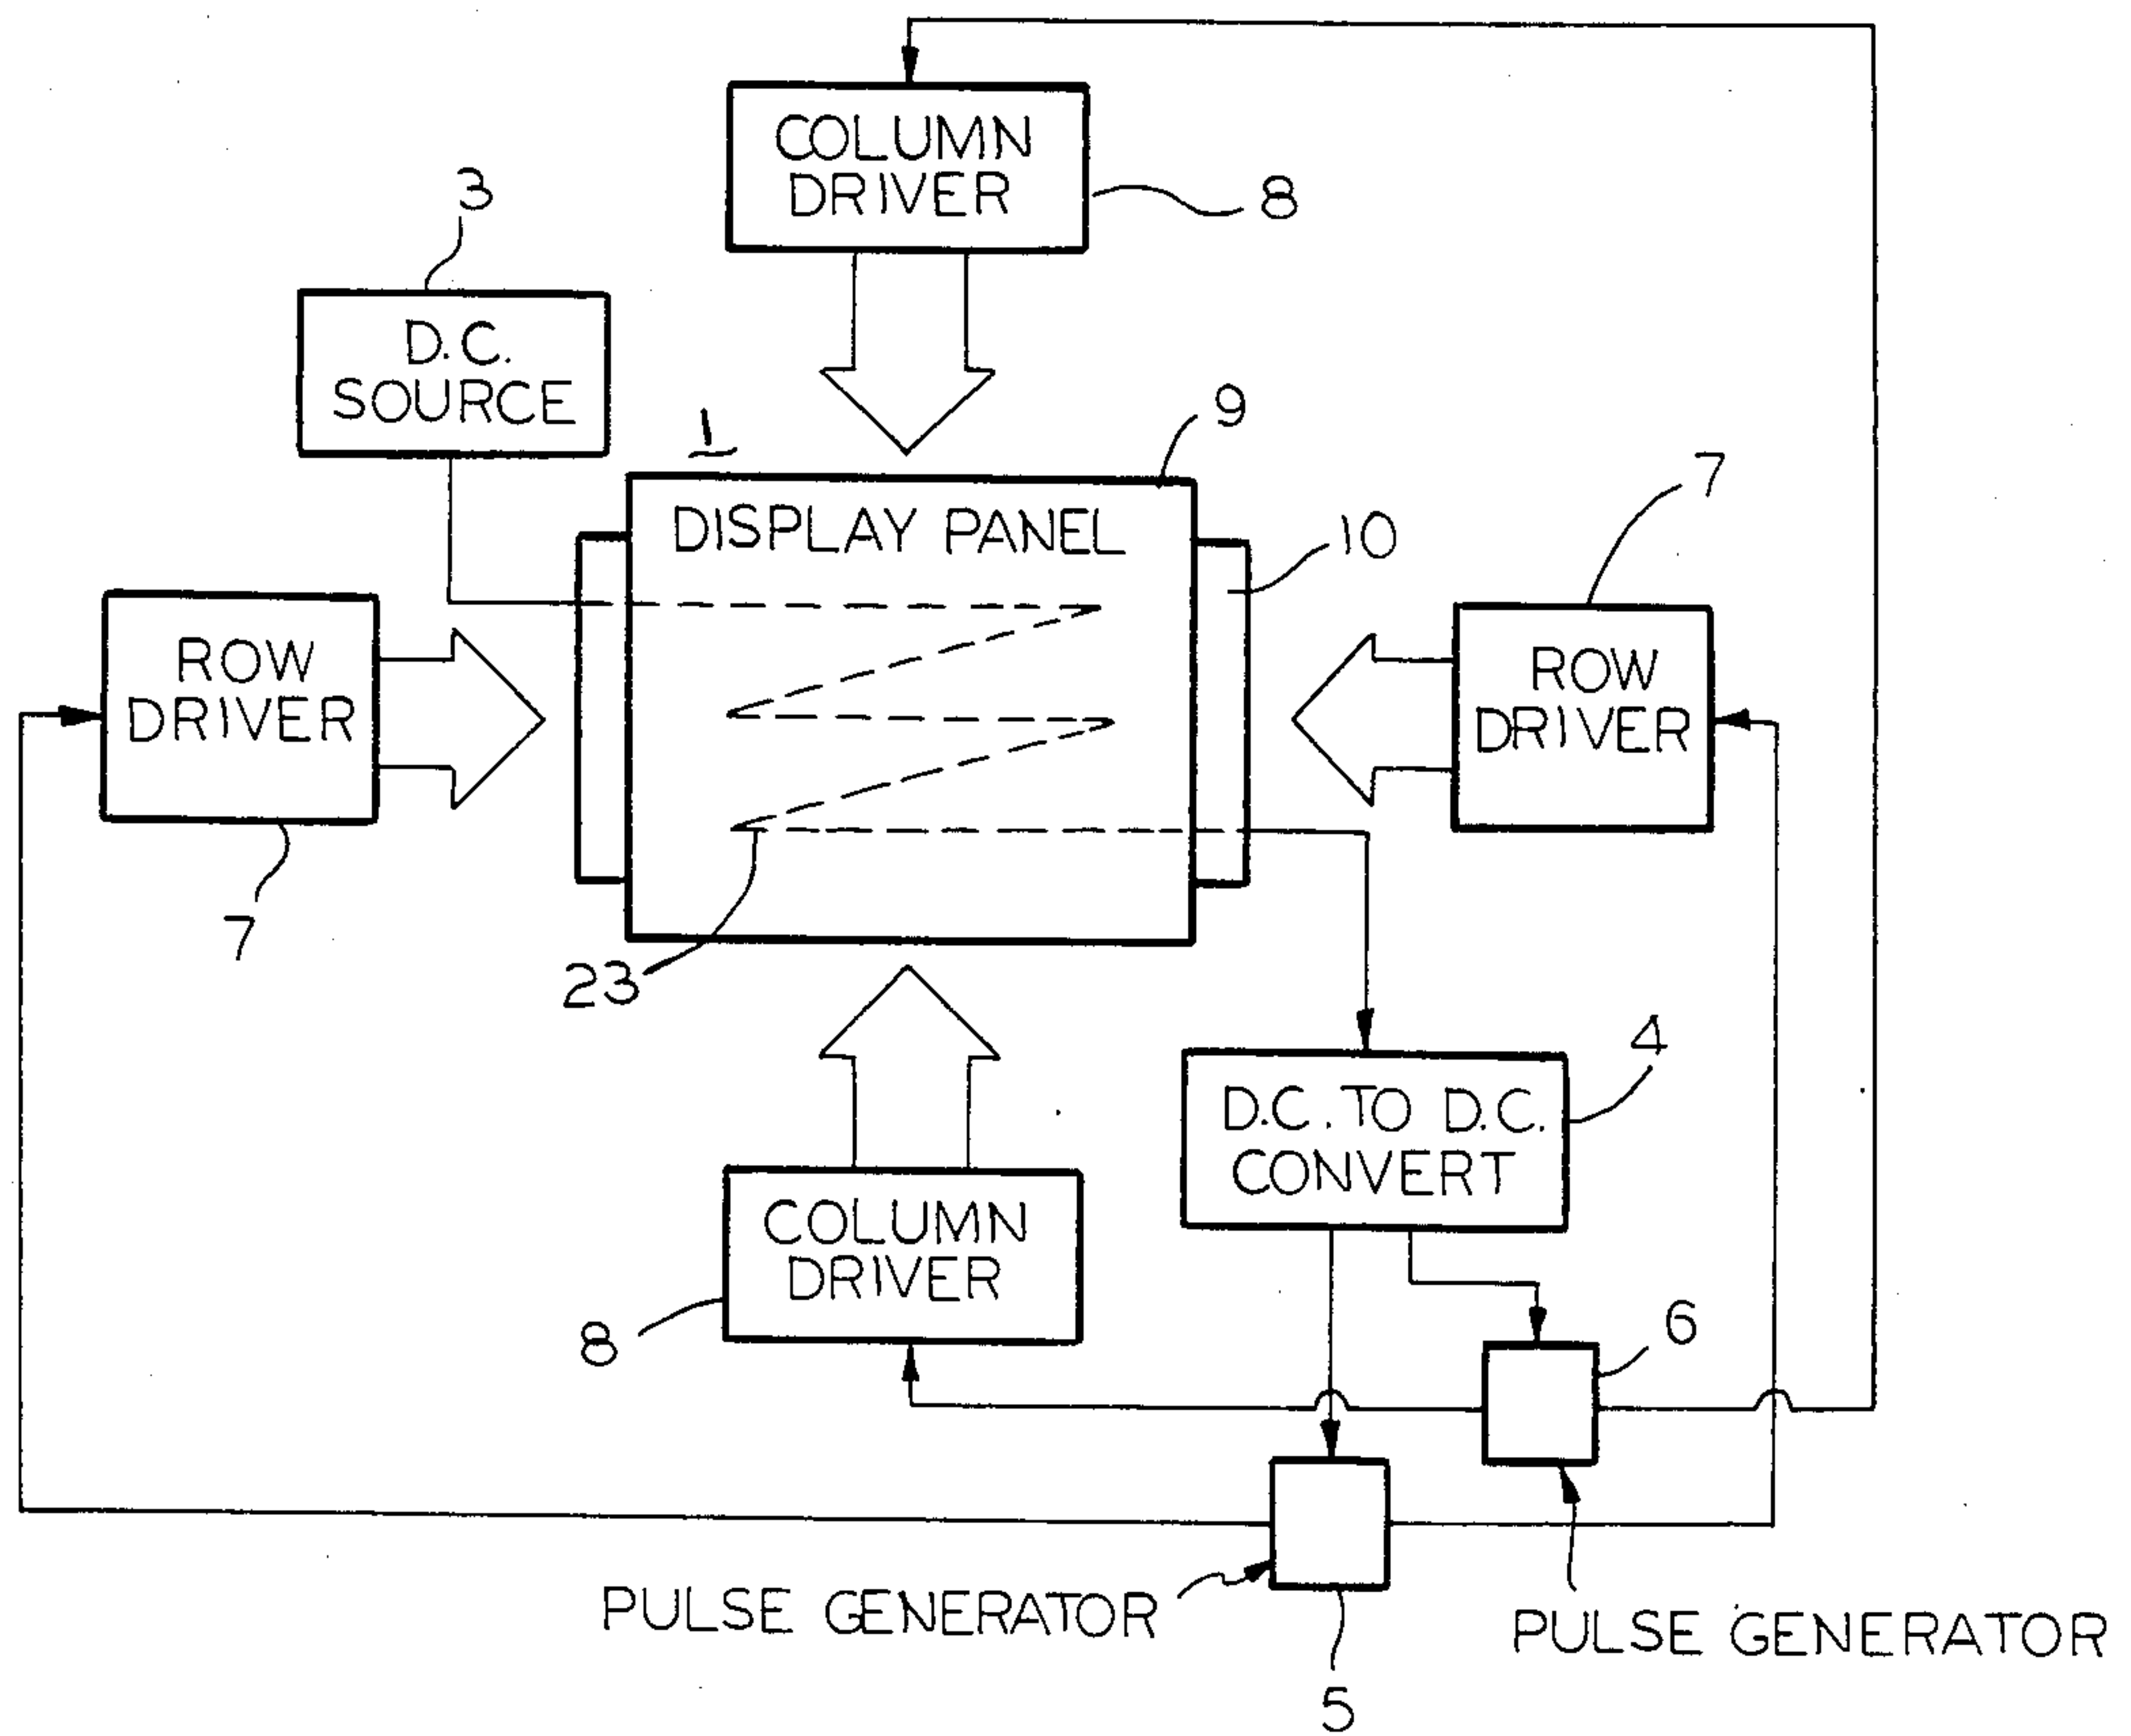 COLUMN
DRIVER
8
3
D.C.
SOURCE
1
9
DISPLAY PANEL
10
7
ROW
DRIVER
7
ROW
DRIVER
23
4
D.C. TO D.C.
CONVERT
COLUMN
DRIVER
8
6
PULSE GENERATOR
5
PULSE GENERATOR